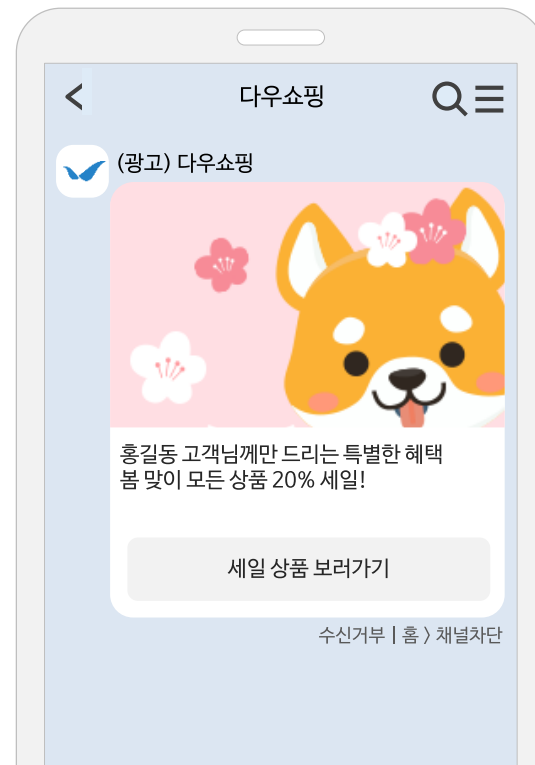 다우쇼핑
(광고) 다우쇼핑
홍길동 고객님께만 드리는 특별한 혜택
봄 맞이 모든 상품 20% 세일!
세일 상품 보러가기
수신거부 | 홈 > 채널차단